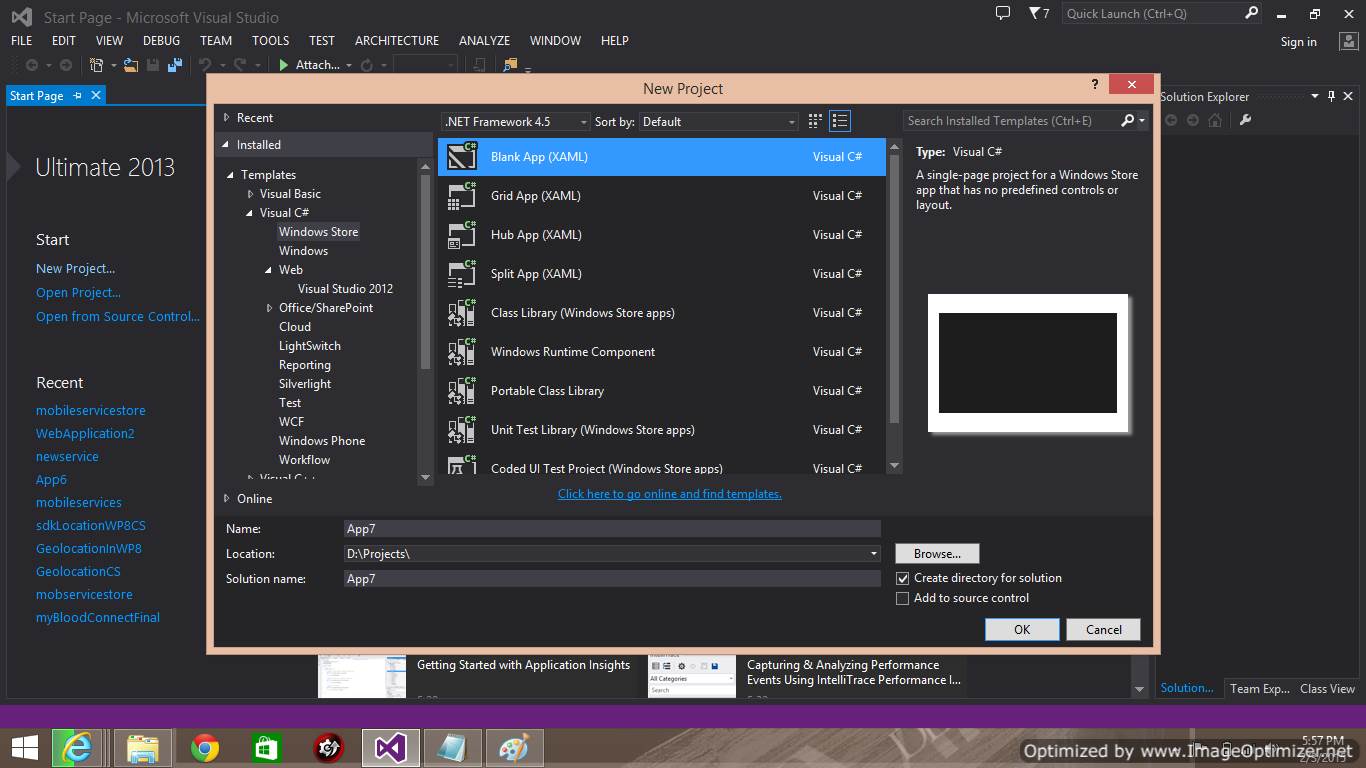 Start Page - Microsoft Visual Studio
7
Quick Launch (Ctrl+Q)
FILE EDIT VIEW DEBUG TEAM TOOLS TEST ARCHITECTURE ANALYZE WINDOW HELP
Sign in
Attach...
Start Page
Ultimate 2013
Start
New Project...
Open Project...
Open from Source Control...
Recent
mobileservicestore
WebApplication2
newservice
App6
mobileservices
sdkLocationWP8CS
GeolocationInWP8
GeolocationCS
mobservicestore
myBloodConnectFinal
New Project
?
Recent
Installed
Templates
Visual Basic
Visual C#
Windows Store
Windows
Web
Visual Studio 2012
Office/SharePoint
Cloud
LightSwitch
Reporting
Silverlight
Test
WCF
Windows Phone
Workflow
Visual C++
Online
.NET Framework 4.5 Sort by: Default
Search Installed Templates (Ctrl+E)
Blank App (XAML) Visual C#
Grid App (XAML) Visual C#
Hub App (XAML) Visual C#
Split App (XAML) Visual C#
Class Library (Windows Store apps) Visual C#
Windows Runtime Component Visual C#
Portable Class Library Visual C#
Unit Test Library (Windows Store apps) Visual C#
Coded UI Test Project (Windows Store apps) Visual C#
Click here to go online and find templates.
Type: Visual C#
A single-page project for a Windows Store
app that has no predefined controls or
layout.
Name: App7
Location: D:\Projects\
Browse...
Solution name: App7
Create directory for solution
Add to source control
OK Cancel
Solution Explorer
Getting Started with Application Insights
All Categories
Search
Capturing & Analyzing Performance
Events Using IntelliTrace Performance I...
Solution... Team Exp... Class View
5:57 PM
Optimized by www.ImageOptimizer.net